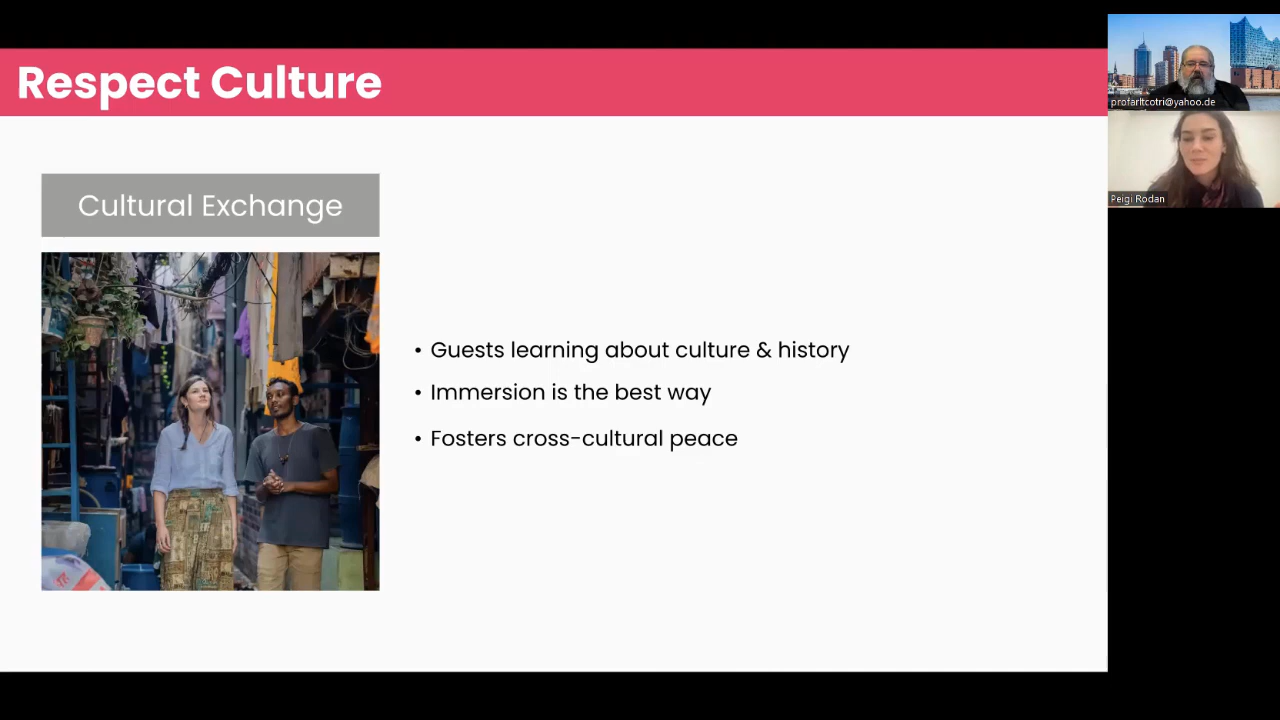 Respect Culture
Cultural Exchange
• Guests learning about culture & history
• Immersion is the best way
• Fosters cross-cultural peace
profarltcotri@yahoo.de
Peigi Rodan